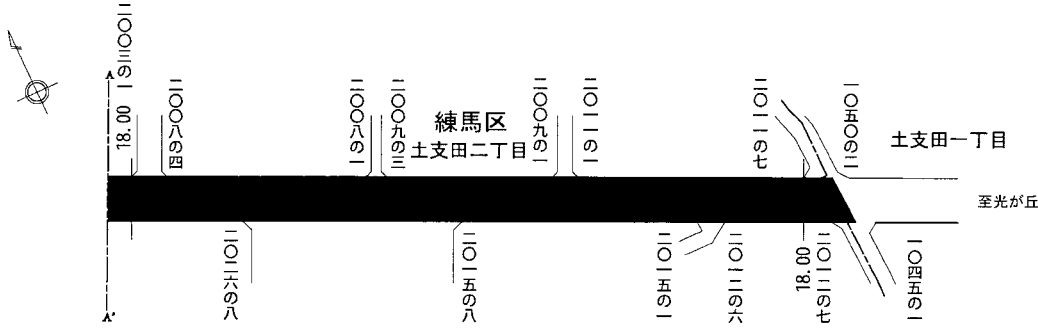 二〇〇三の一
A
18.00
二〇〇八の四
二〇〇八の一
二〇〇九の三
練馬区
土支田二丁目
二〇〇九の一
二〇一一の一
二〇一一の七
一〇五〇の二
土支田一丁目
至光が丘
A'
二〇一六の八
二〇一五の八
二〇一五の一
二〇一二の六
18.00
二〇一二の七
一〇四五の一